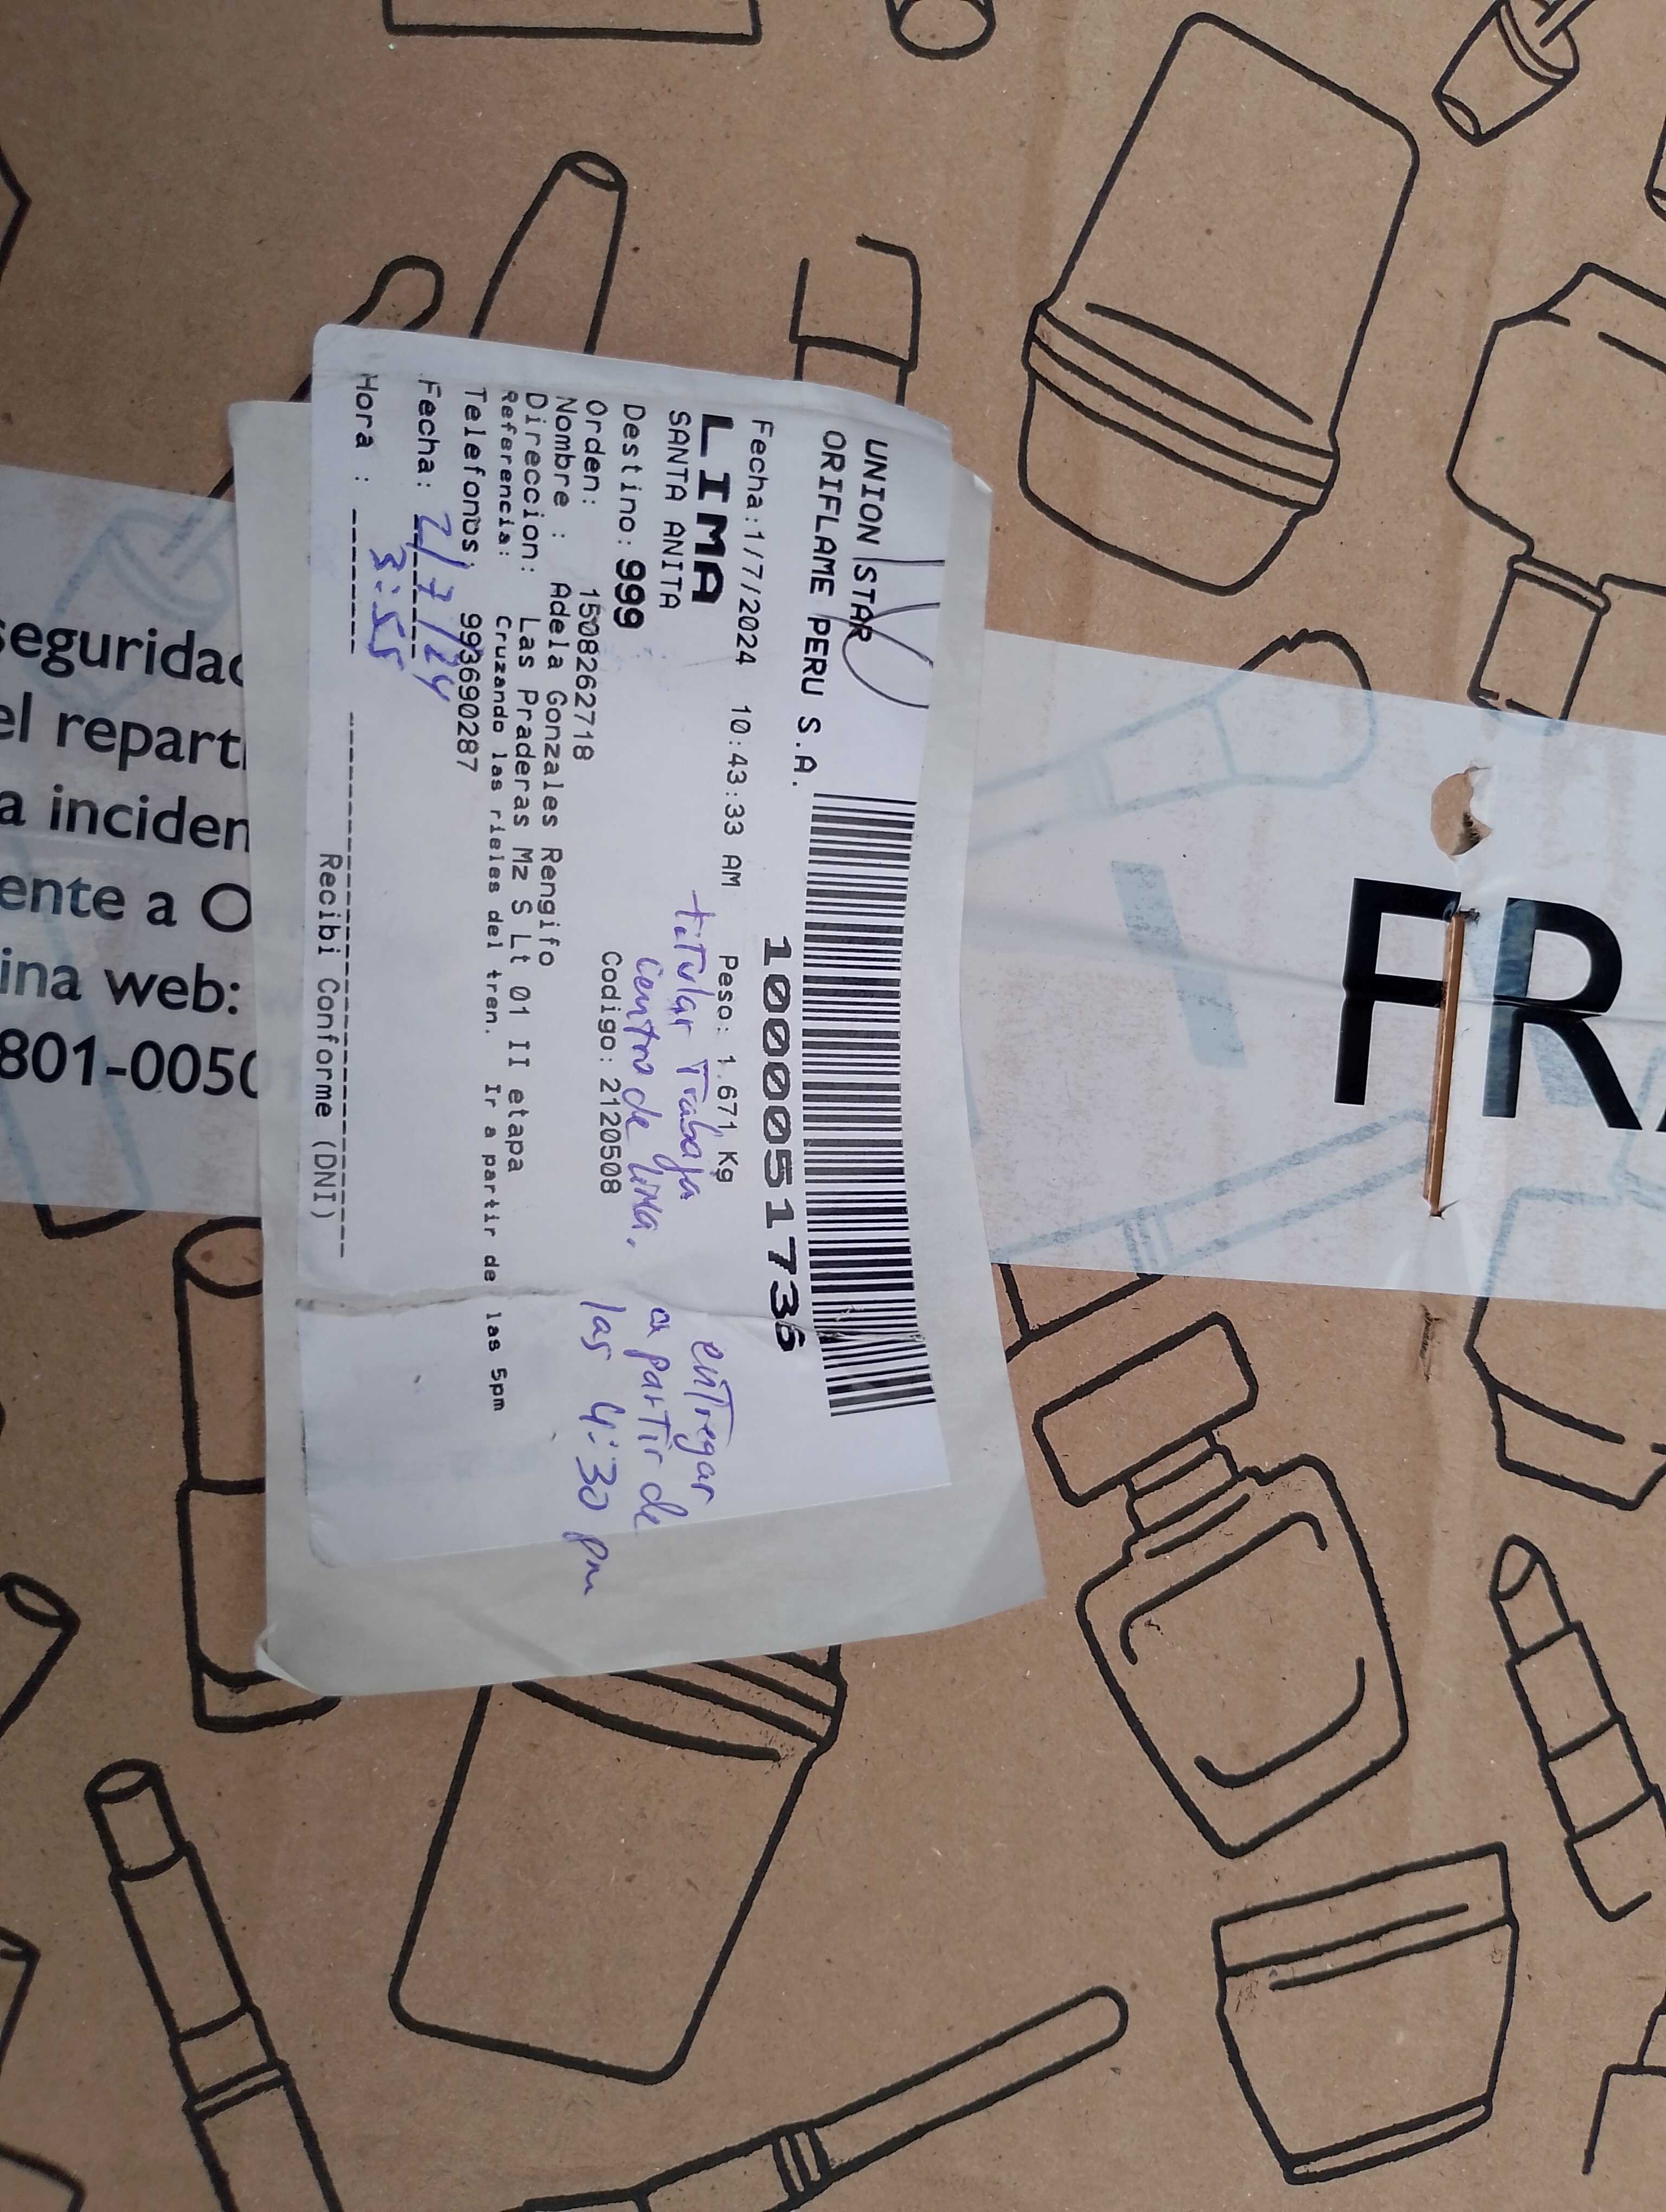 UNION STAR
ORIFLAME PERU S.A.
1000051736
Fecha:1/7/2024 10:43:33 AM Peso: 1.671 Kg
LIMA
SANTA ANITA
titular Trabaja
centro de Lima.
entregar
a partir de
las 4:30 pm
Destino: 999
Orden: 1508262718 Codigo: 2120508
Nombre : Adela Gonzales Rengifo
Direccion: Las Praderas Mz S Lt 01 II etapa
Referencia: Cruzando las rieles del tren. Ir a partir de las 5pm
Telefonos: 993690287
Fecha: 2/7/24
Hora : 3:55
Recibi Conforme (DNI)
seguridad
el reparti
a inciden
ente a O
ina web:
801-0050
FRA